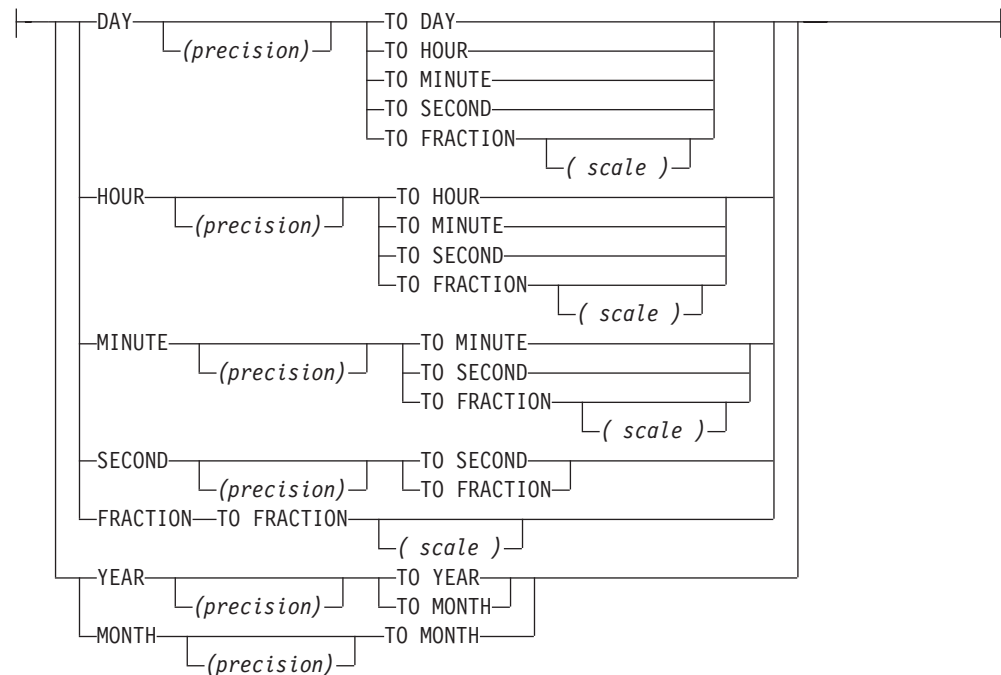 DAY TO DAY
(precision) TO HOUR
TO MINUTE
TO SECOND
TO FRACTION
( scale )
HOUR TO HOUR
(precision) TO MINUTE
TO SECOND
TO FRACTION
( scale )
MINUTE TO MINUTE
(precision) TO SECOND
TO FRACTION
( scale )
SECOND TO SECOND
(precision) TO FRACTION
FRACTION TO FRACTION
( scale )
YEAR TO YEAR
(precision) TO MONTH
MONTH TO MONTH
(precision)